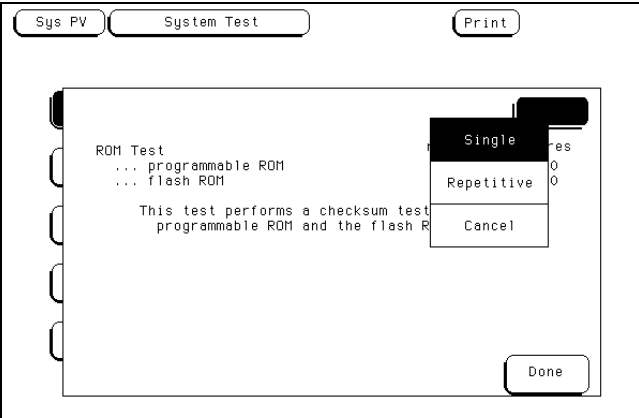 Sys PV System Test Print
Single
ROM Test
... programmable ROM
... flash ROM
Repetitive
This test performs a checksum test
programmable ROM and the flash
Cancel
Done